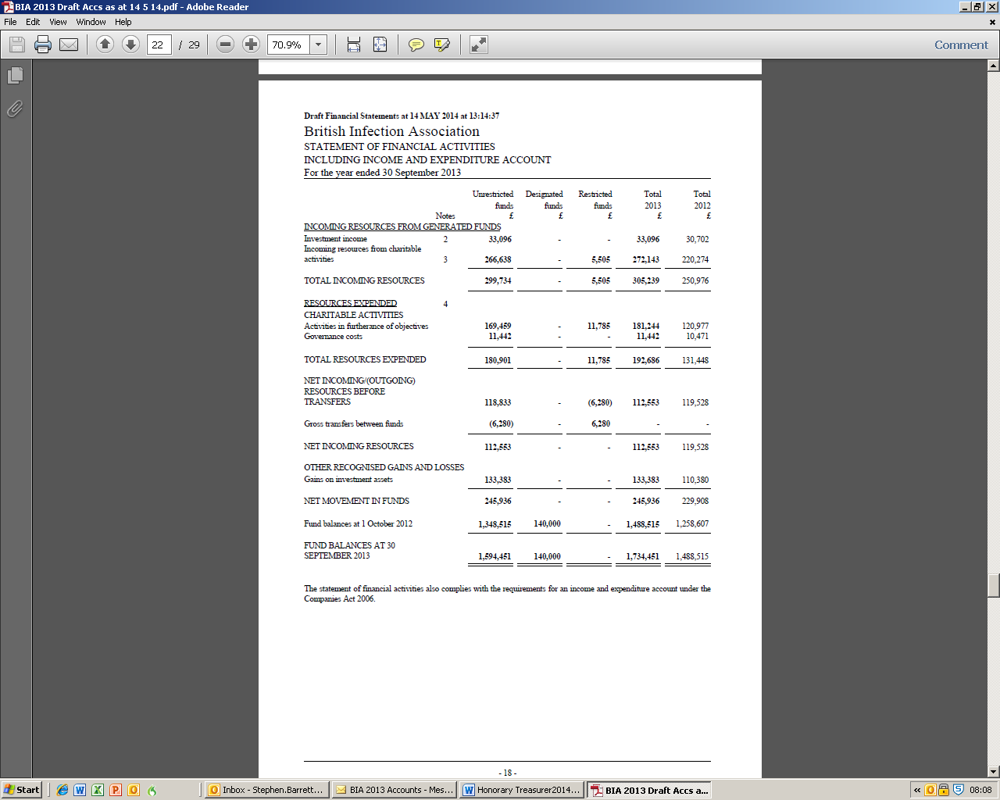 BIA 2013 Draft Accs as at 14 5 14.pdf - Adobe Reader
File Edit View Window Help
22 / 29 70.9% Comment
Draft Financial Statements at 14 MAY 2014 at 13:14:37
British Infection Association
STATEMENT OF FINANCIAL ACTIVITIES
INCLUDING INCOME AND EXPENDITURE ACCOUNT
For the year ended 30 September 2013
Unrestricted Designated Restricted Total Total
funds funds funds 2013 2012
Notes £ £ £ £ £
INCOMING RESOURCES FROM GENERATED FUNDS
Investment income 2 33,096 - - 33,096 30,702
Incoming resources from charitable
activities 3 266,638 - 5,505 272,143 220,274
TOTAL INCOMING RESOURCES 299,734 - 5,505 305,239 250,976
RESOURCES EXPENDED 4
CHARITABLE ACTIVITIES
Activities in furtherance of objectives 169,459 - 11,785 181,244 120,977
Governance costs 11,442 - - 11,442 10,471
TOTAL RESOURCES EXPENDED 180,901 - 11,785 192,686 131,448
NET INCOMING/(OUTGOING)
RESOURCES BEFORE
TRANSFERS 118,833 - (6,280) 112,553 119,528
Gross transfers between funds (6,280) - 6,280 - -
NET INCOMING RESOURCES 112,553 - - 112,553 119,528
OTHER RECOGNISED GAINS AND LOSSES
Gains on investment assets 133,383 - - 133,383 110,380
NET MOVEMENT IN FUNDS 245,936 - - 245,936 229,908
Fund balances at 1 October 2012 1,348,515 140,000 - 1,488,515 1,258,607
FUND BALANCES AT 30
SEPTEMBER 2013 1,594,451 140,000 - 1,734,451 1,488,515
The statement of financial activities also complies with the requirements for an income and expenditure account under the
Companies Act 2006.
- 18 -
Start Inbox - Stephen.Barrett... BIA 2013 Accounts - Mes... Honorary Treasurer2014... BIA 2013 Draft Accs a... « 08:08